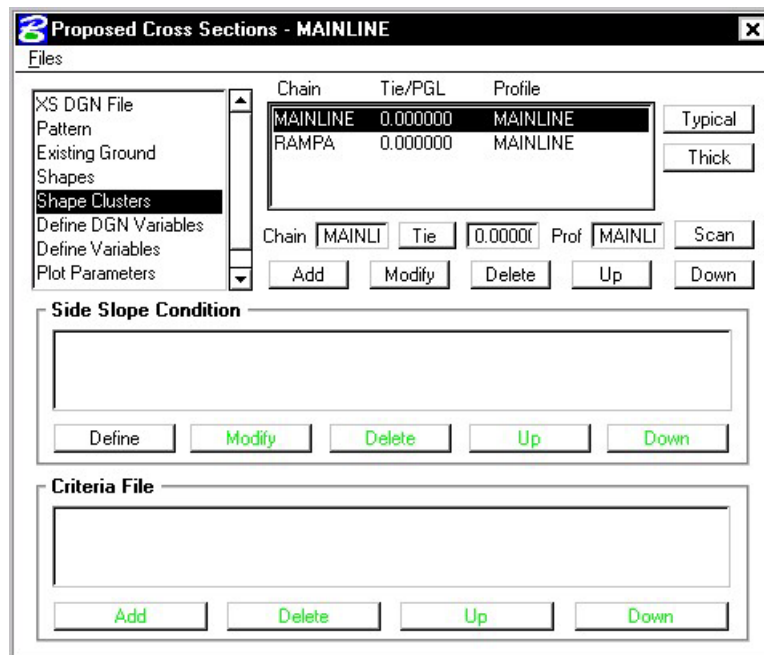 Proposed Cross Sections - MAINLINE
Files
XS DGN File
Pattern
Existing Ground
Shapes
Shape Clusters
Define DGN Variables
Define Variables
Plot Parameters
Chain Tie/PGL Profile
MAINLINE 0.000000 MAINLINE
RAMPA 0.000000 MAINLINE
Typical
Thick
Chain MAINLI Tie 0.0000( Prof MAINLI Scan
Add Modify Delete Up Down
Side Slope Condition
Define Modify Delete Up Down
Criteria File
Add Delete Up Down